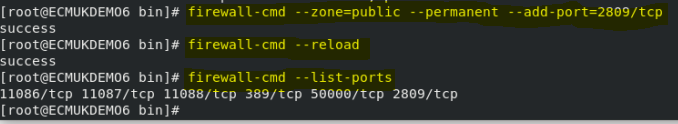 [root@ECMUKDEMO6 bin]# firewall-cmd --zone=public --permanent --add-port=2809/tcp
success
[root@ECMUKDEMO6 bin]# firewall-cmd --reload
success
[root@ECMUKDEMO6 bin]# firewall-cmd --list-ports
11086/tcp 11087/tcp 11088/tcp 389/tcp 50000/tcp 2809/tcp
[root@ECMUKDEMO6 bin]#